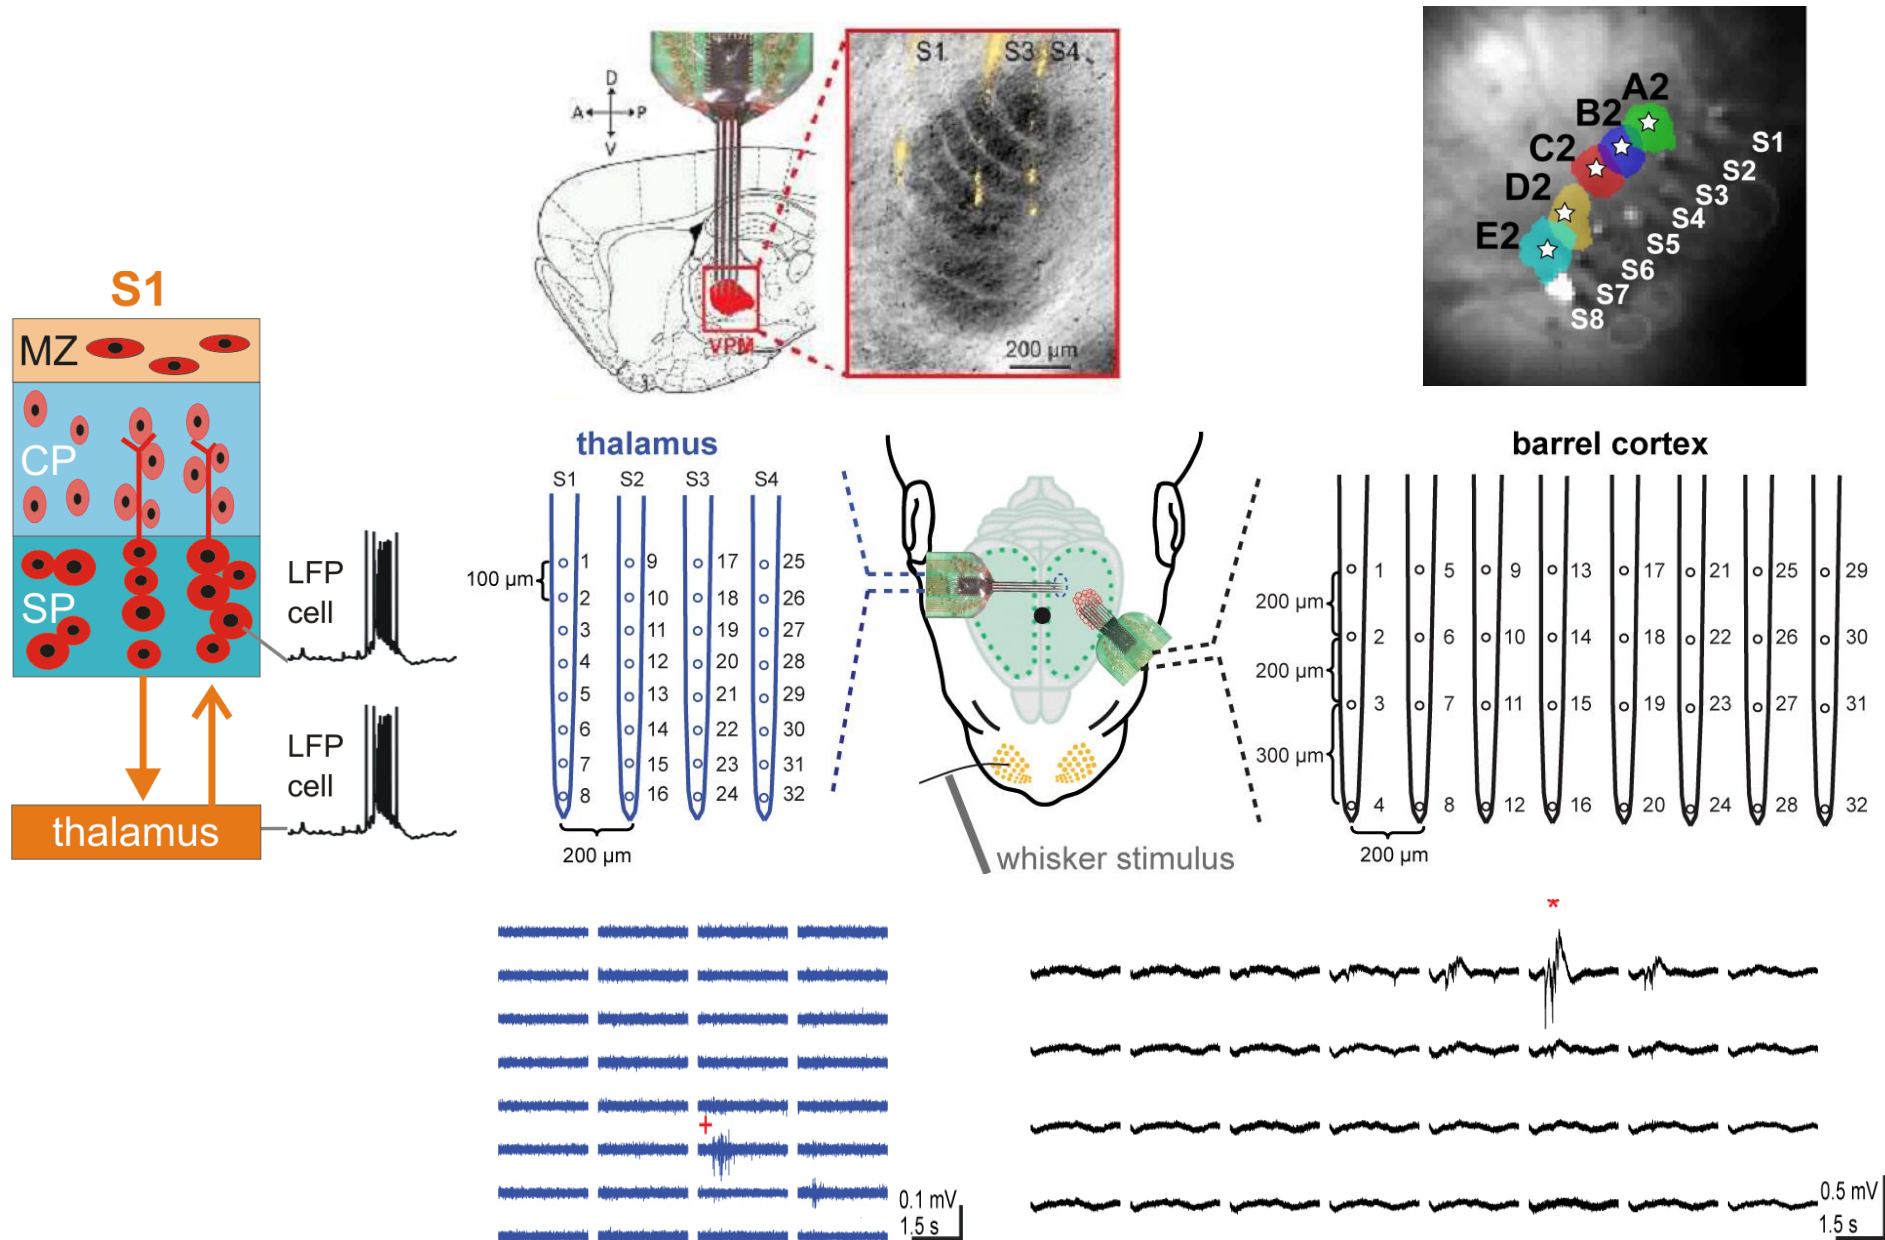 S1
MZ
CP
SP
LFP
cell
LFP
cell
thalamus
D
A
P
V
VPM
S1
S3
S4
200 µm
A2
B2
C2
D2
E2
S1
S2
S3
S4
S5
S6
S7
S8
thalamus
S1 S2 S3 S4
1 9 17 25
2 10 18 26
3 11 19 27
4 12 20 28
5 13 21 29
6 14 22 30
7 15 23 31
8 16 24 32
100 µm
200 µm
whisker stimulus
barrel cortex
1 5 9 13 17 21 25 29
2 6 10 14 18 22 26 30
3 7 11 15 19 23 27 31
4 8 12 16 20 24 28 32
200 µm
200 µm
300 µm
200 µm
+
0.1 mV
1.5 s
*
0.5 mV
1.5 s